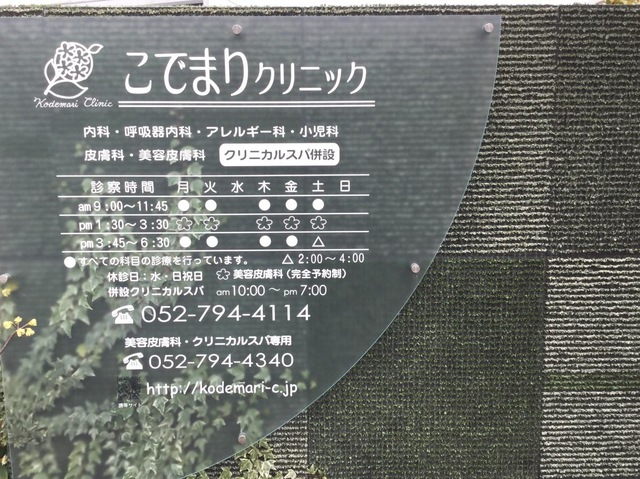 こでまりクリニック
Kodemari Clinic
内科・呼吸器内科・アレルギー科・小児科
皮膚科・美容皮膚科 クリニカルスパ併設
診察時間 月 火 水 木 金 土 日
am 9:00〜11:45 ● ● ● ● ●
pm 1:30〜3:30
pm 3:45〜6:30 ● ● ● ● △
●すべての科目の診療を行っています。 △ 2:00〜4:00
休診日：水・日祝日 美容皮膚科（完全予約制）
併設クリニカルスパ am 10:00〜 pm 7:00
☎ 052-794-4114
美容皮膚科・クリニカルスパ専用
☎ 052-794-4340
http://kodemari-c.jp
携帯サイト